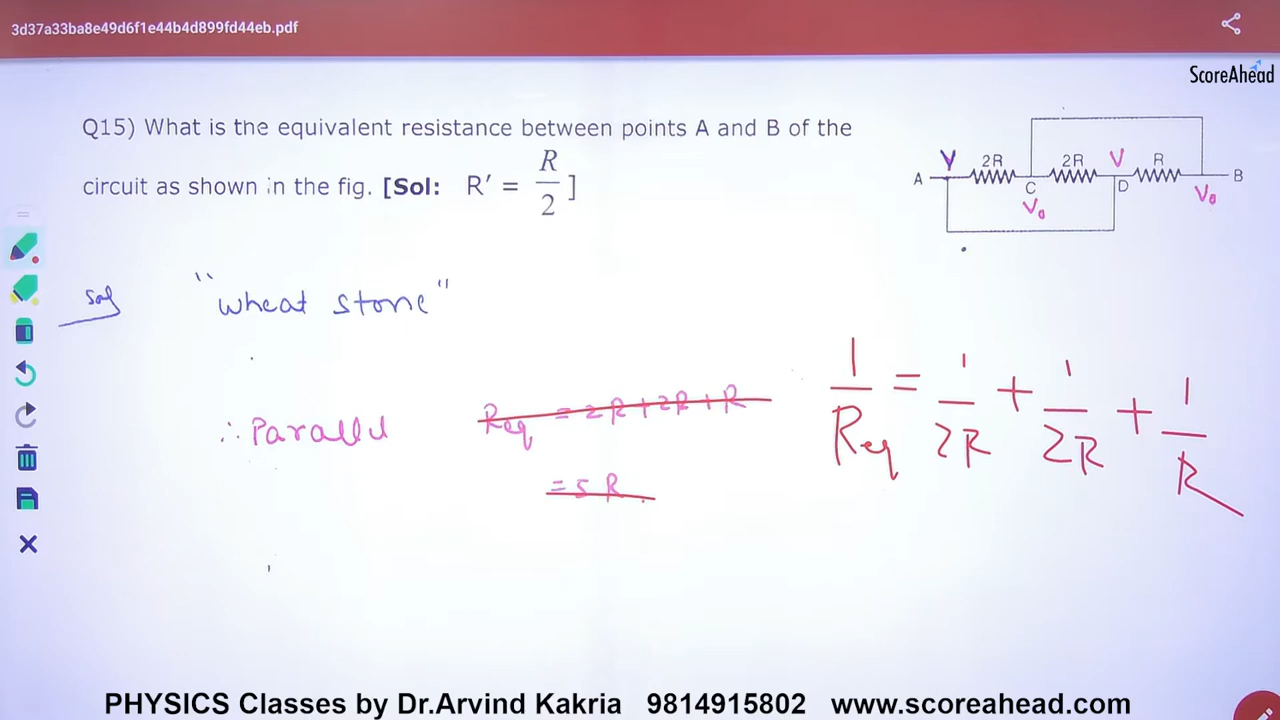 3d37a33ba8e49d6f1e44b4d899fd44eb.pdf
ScoreAhead
Q15) What is the equivalent resistance between points A and B of the
circuit as shown in the fig. [Sol: R′ = R/2 ]
A V 2R C V₀ 2R V D R V₀ B
Sol
"Wheat stone"
∴ Parallel
Req = 2R + 2R + R
= 5R
1/Req = 1/2R + 1/2R + 1/R
PHYSICS Classes by Dr.Arvind Kakria 9814915802 www.scoreahead.com